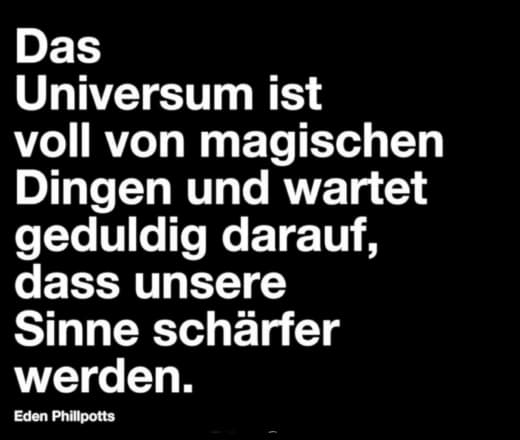 Das
Universum ist
voll von magischen
Dingen und wartet
geduldig darauf,
dass unsere
Sinne schärfer
werden.
Eden Phillpotts